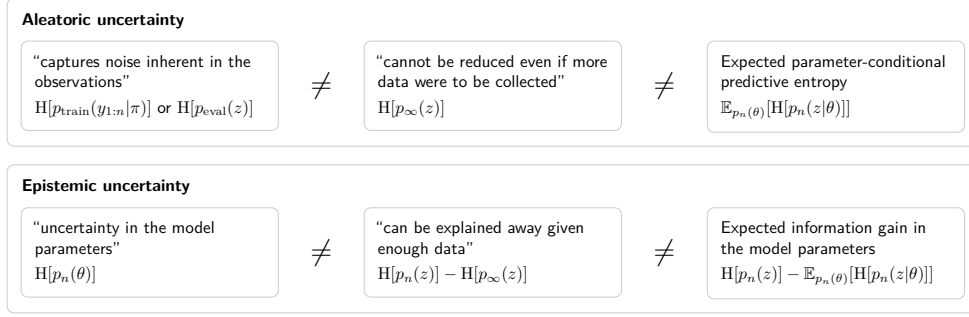 Aleatoric uncertainty
“captures noise inherent in the
observations”
H[p_train(y_{1:n}|π)] or H[p_eval(z)]
≠
“cannot be reduced even if more
data were to be collected”
H[p_∞(z)]
≠
Expected parameter-conditional
predictive entropy
𝔼_{p_n(θ)}[H[p_n(z|θ)]]
Epistemic uncertainty
“uncertainty in the model
parameters”
H[p_n(θ)]
≠
“can be explained away given
enough data”
H[p_n(z)] − H[p_∞(z)]
≠
Expected information gain in
the model parameters
H[p_n(z)] − 𝔼_{p_n(θ)}[H[p_n(z|θ)]]